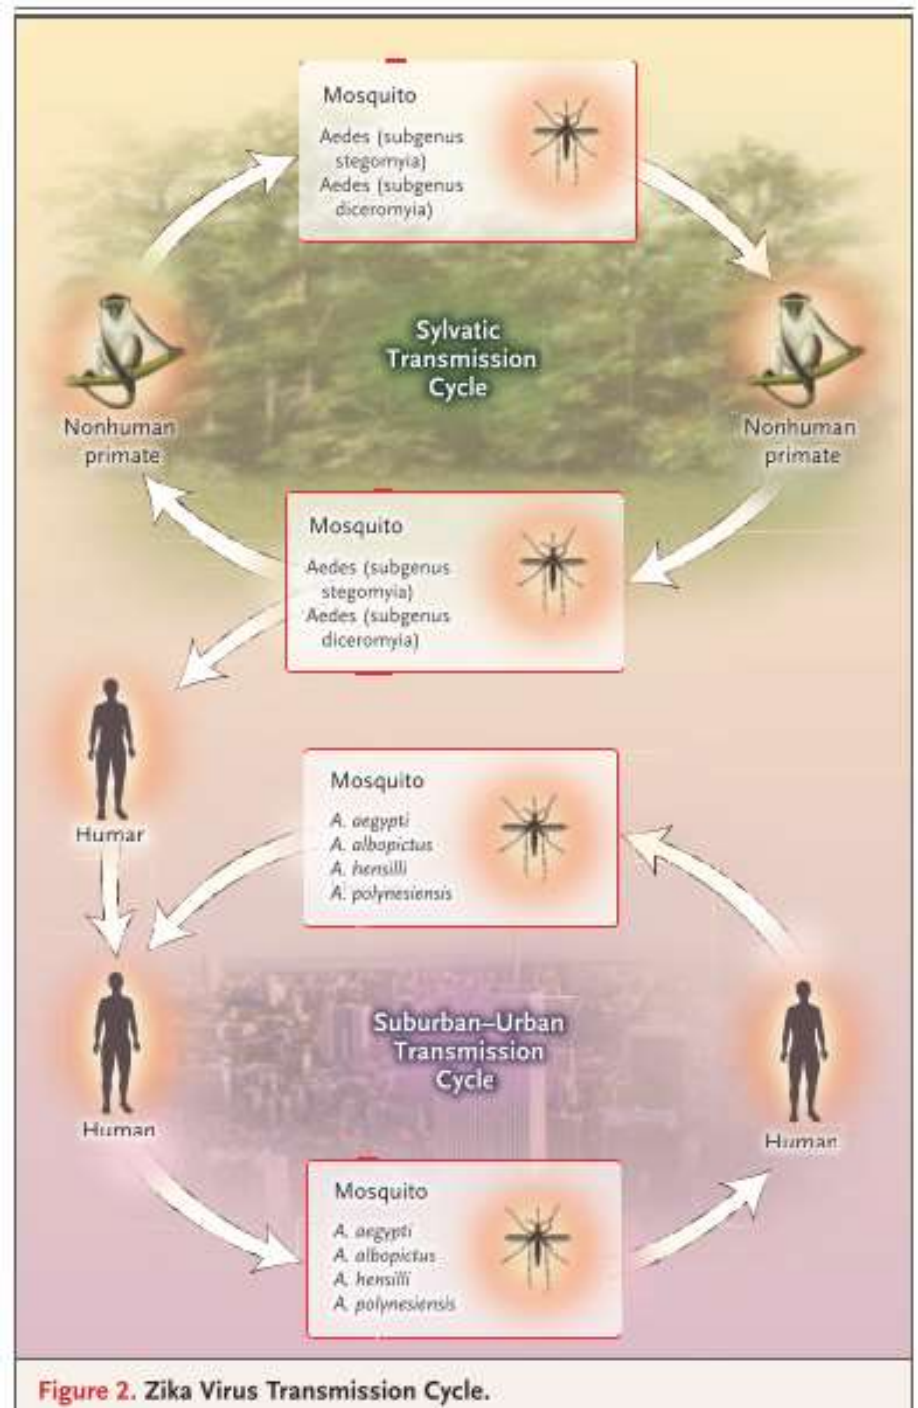 Mosquito
Aedes (subgenus
stegomyia)
Aedes (subgenus
diceromyia)
Sylvatic
Transmission
Cycle
Nonhuman
primate
Nonhuman
primate
Mosquito
Aedes (subgenus
stegomyia)
Aedes (subgenus
diceromyia)
Human
Mosquito
A. aegypti
A. albopictus
A. hensilli
A. polynesiensis
Suburban–Urban
Transmission
Cycle
Human
Human
Mosquito
A. aegypti
A. albopictus
A. hensilli
A. polynesiensis
Figure 2. Zika Virus Transmission Cycle.